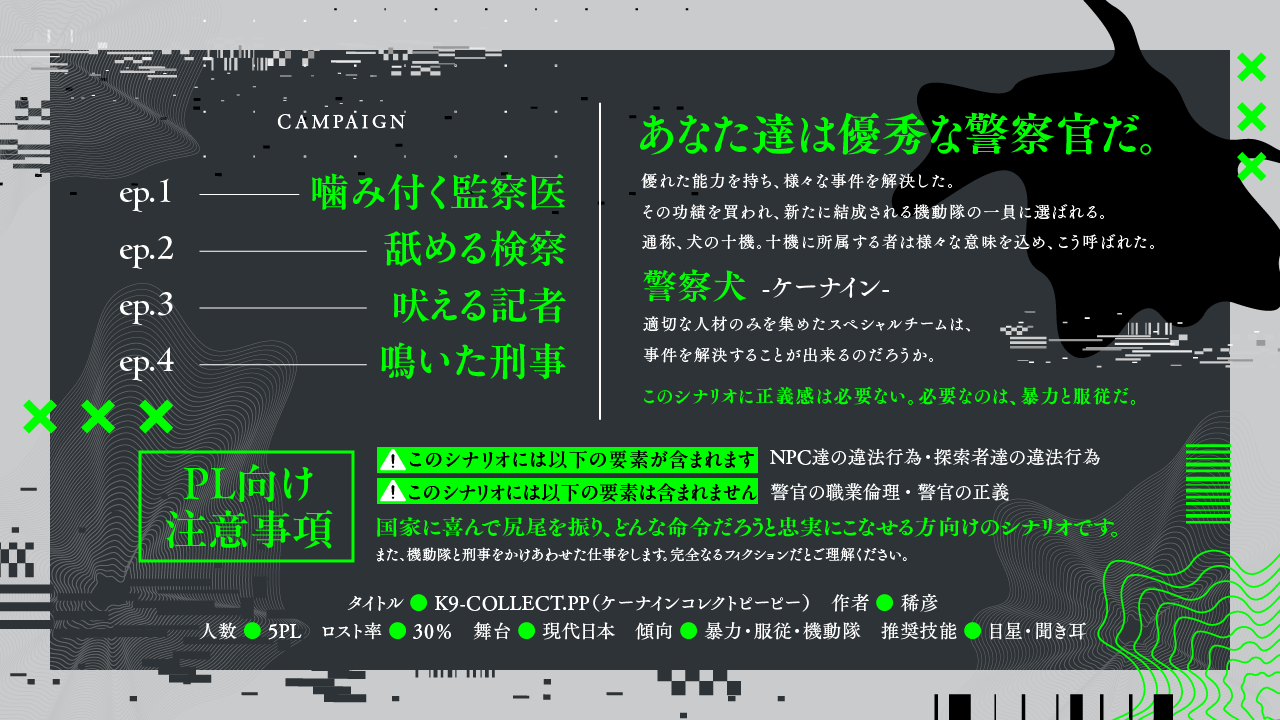 CAMPAIGN
ep.1 噛み付く監察医
ep.2 舐める検察
ep.3 吠える記者
ep.4 鳴いた刑事
あなた達は優秀な警察官だ。
優れた能力を持ち、様々な事件を解決した。
その功績を買われ、新たに結成される機動隊の一員に選ばれる。
通称、犬の十機。十機に所属する者は様々な意味を込め、こう呼ばれた。
警察犬 -ケーナイン-
適切な人材のみを集めたスペシャルチームは、
事件を解決することが出来るのだろうか。
このシナリオに正義感は必要ない。必要なのは、暴力と服従だ。
PL向け
注意事項
このシナリオには以下の要素が含まれます NPC達の違法行為・探索者達の違法行為
このシナリオには以下の要素は含まれません 警官の職業倫理・警官の正義
国家に喜んで尻尾を振り、どんな命令だろうと忠実にこなせる方向けのシナリオです。
また、機動隊と刑事をかけあわせた仕事をします。完全なるフィクションだとご理解ください。
タイトル ● K9-COLLECT.PP(ケーナインコレクトピーピー) 作者 ● 稀彦
人数 ● 5PL ロスト率 ● 30% 舞台 ● 現代日本 傾向 ● 暴力・服従・機動隊 推奨技能 ● 目星・聞き耳